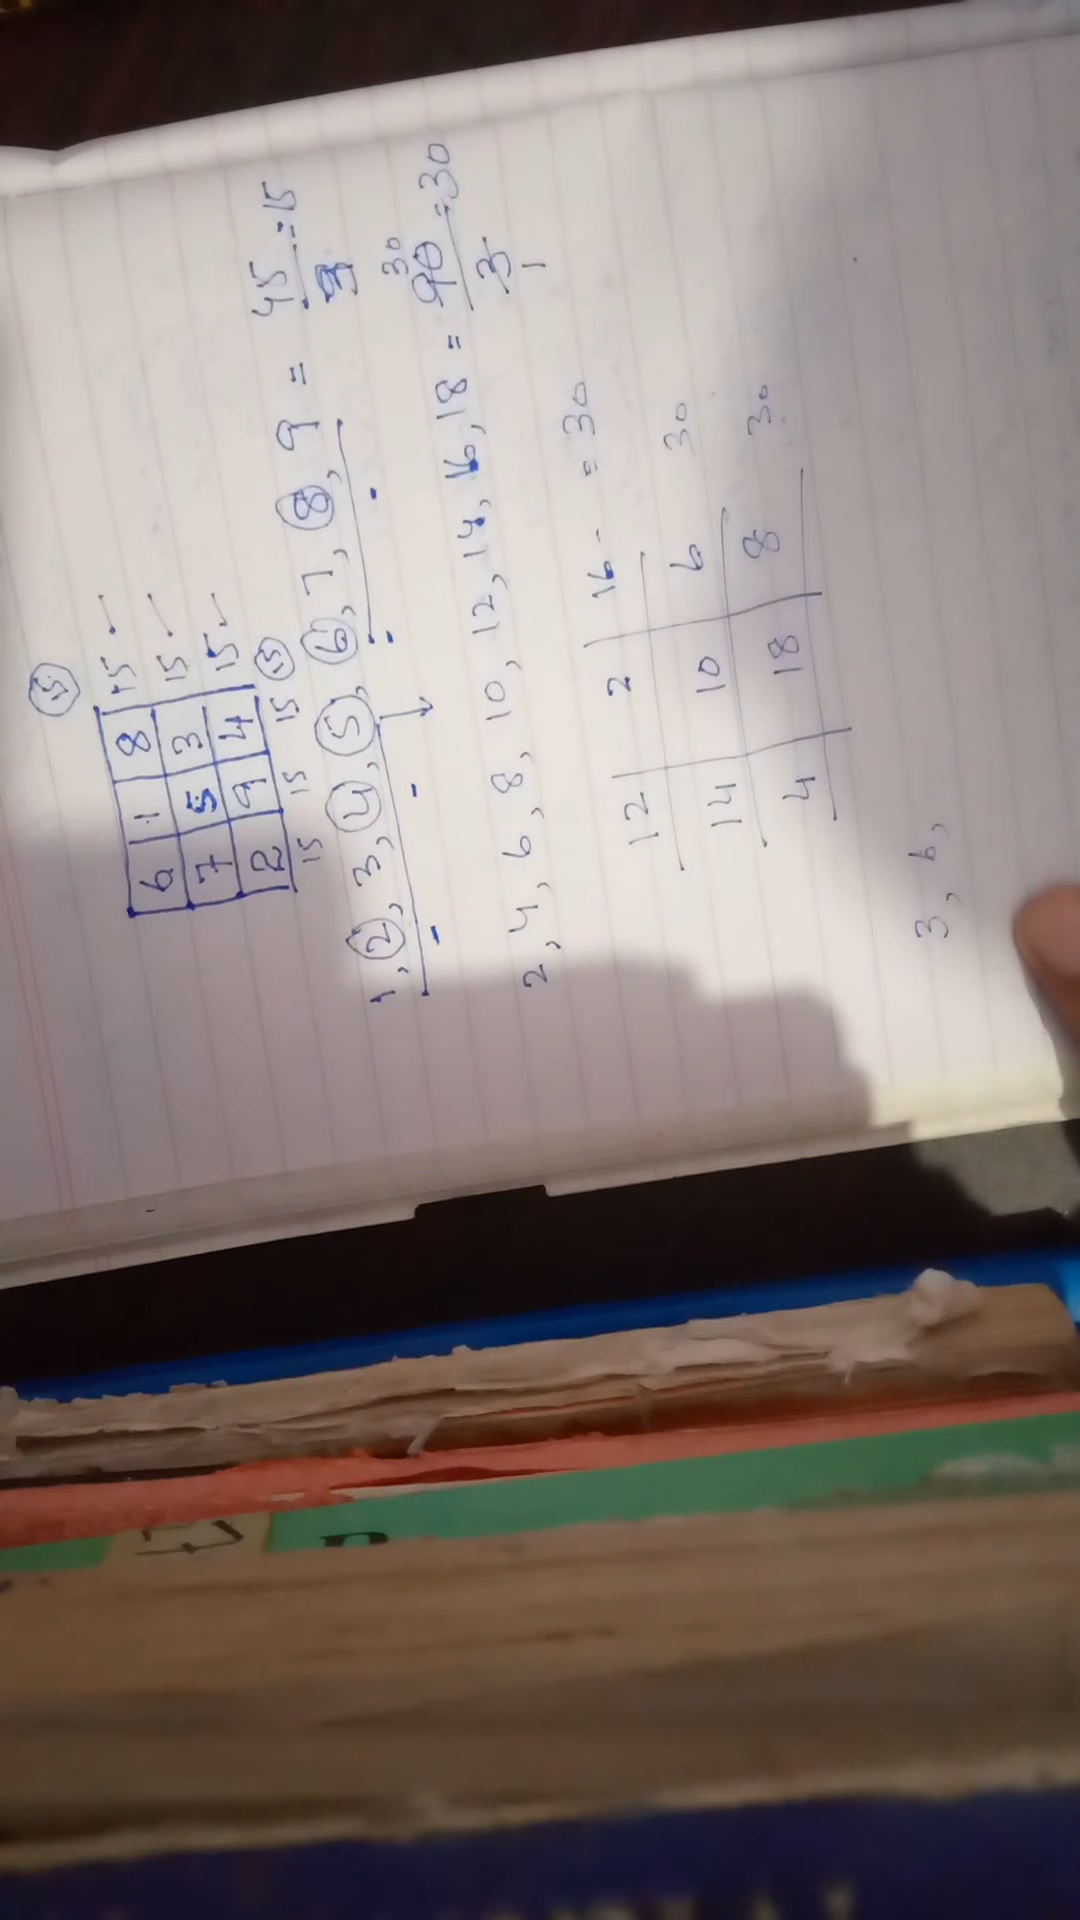 15
6 1 8 15 ✓
7 5 3 15 ✓
2 9 4 15 ✓
15 15 15 15
1, 2, 3, 4, 5, 6, 7, 8, 9 = 45/3 = 15
2, 4, 6, 8, 10, 12, 14, 16, 18 = 90/3 = 30
30
1
12 2 16 - = 30
14 10 6 30
4 18 8 30
3, 6,